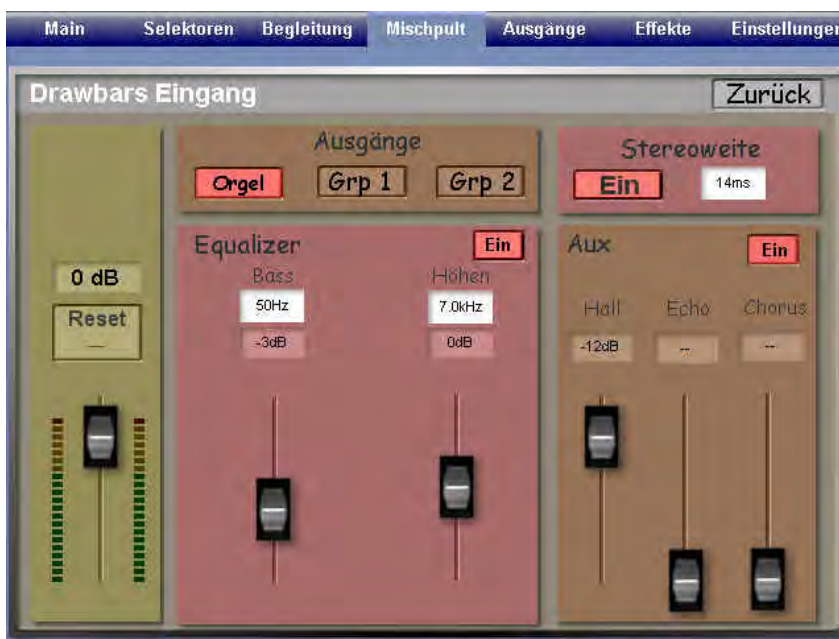 Main Selektoren Begleitung Mischpult Ausgänge Effekte Einstellungen
Drawbars Eingang Zurück
0 dB
Reset
--
Ausgänge
Orgel Grp 1 Grp 2
Stereoweite
Ein 14ms
Equalizer Ein
Bass Höhen
50Hz 7.0kHz
-3dB 0dB
Aux Ein
Hall Echo Chorus
-12dB -- --